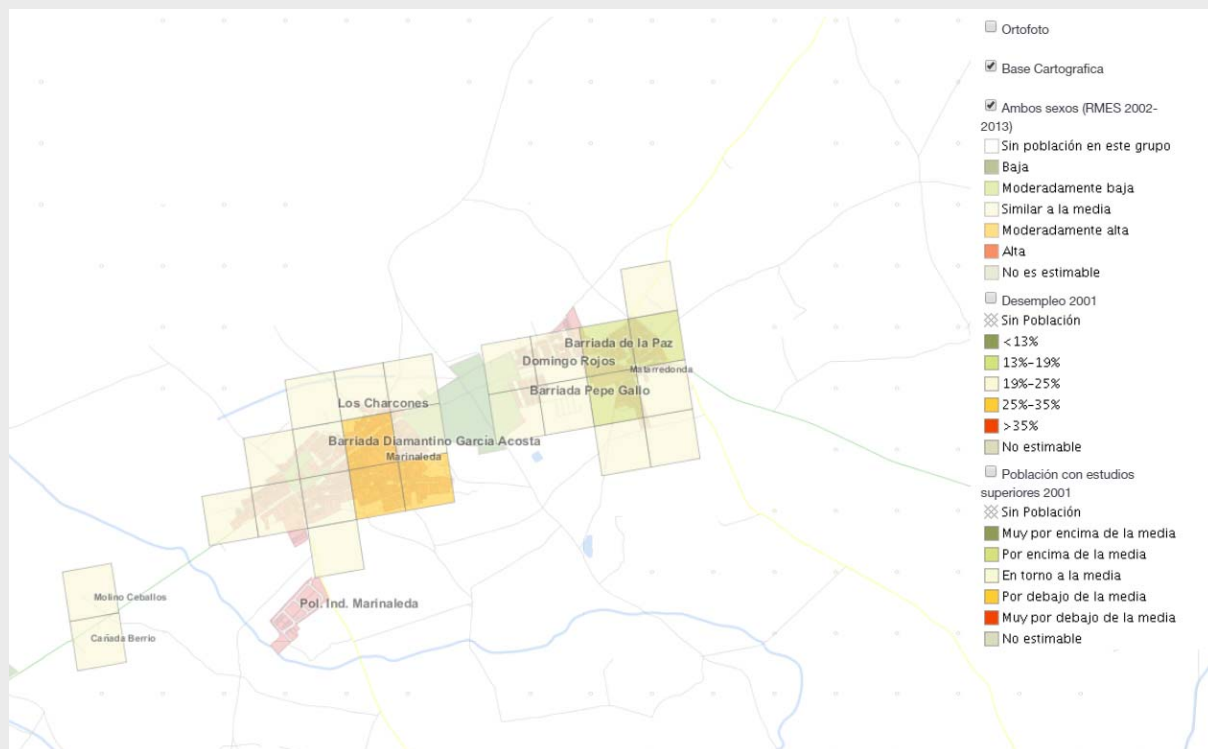 Ortofoto
Base Cartografica
Ambos sexos (RMES 2002-
2013)
Sin población en este grupo
Baja
Moderadamente baja
Similar a la media
Moderadamente alta
Alta
No es estimable
Desempleo 2001
Sin Población
<13%
13%-19%
19%-25%
25%-35%
>35%
No estimable
Población con estudios
superiores 2001
Sin Población
Muy por encima de la media
Por encima de la media
En torno a la media
Por debajo de la media
Muy por debajo de la media
No estimable
Barriada de la Paz
Domingo Rojos
Matarredonda
Barriada Pepe Gallo
Los Charcones
Barriada Diamantino Garcia Acosta
Marinaleda
Molino Ceballos
Pol. Ind. Marinaleda
Cañada Berrio